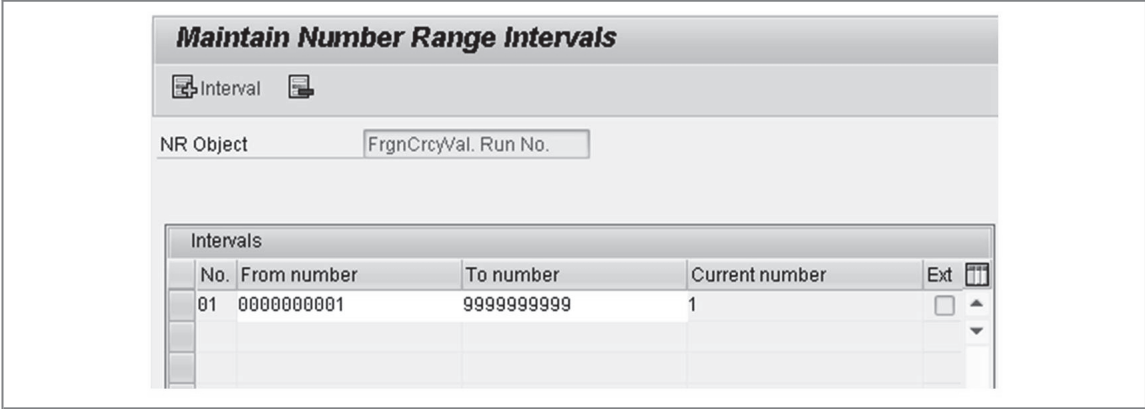 Maintain Number Range Intervals
Interval
NR Object FrgnCrcyVal. Run No.
Intervals
No. From number To number Current number Ext
01 0000000001 9999999999 1